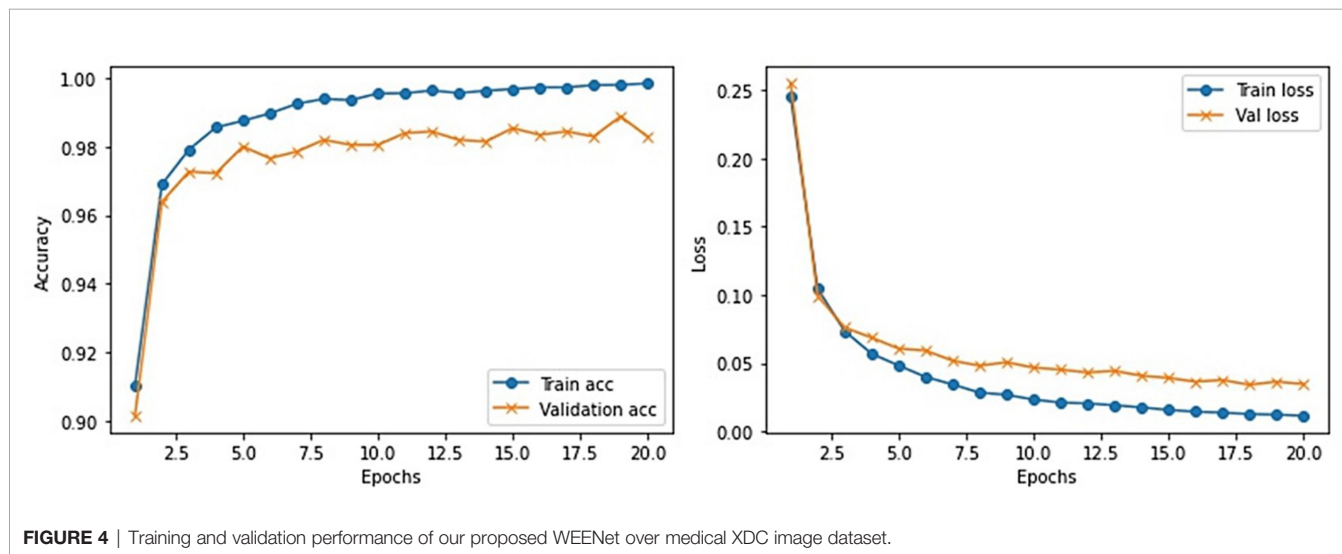 1.00
0.98
0.96
0.94
0.92
0.90
Accuracy
Train acc
Validation acc
2.5 5.0 7.5 10.0 12.5 15.0 17.5 20.0
Epochs
0.25
0.20
0.15
0.10
0.05
0.00
Loss
Train loss
Val loss
2.5 5.0 7.5 10.0 12.5 15.0 17.5 20.0
Epochs
FIGURE 4 | Training and validation performance of our proposed WEENet over medical XDC image dataset.